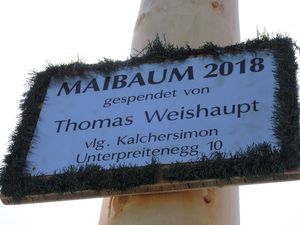 MAIBAUM 2018
gespendet von
Thomas Weishaupt
vlg. Kalchersimon
Unterpreitenegg 10